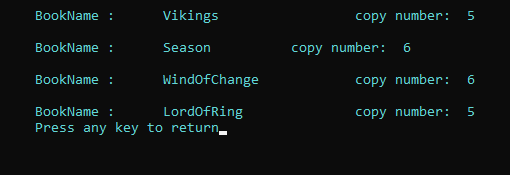 BookName :      Vikings                 copy number:  5
BookName :      Season          copy number:  6
BookName :      WindOfChange            copy number:  6
BookName :      LordOfRing              copy number:  5
Press any key to return